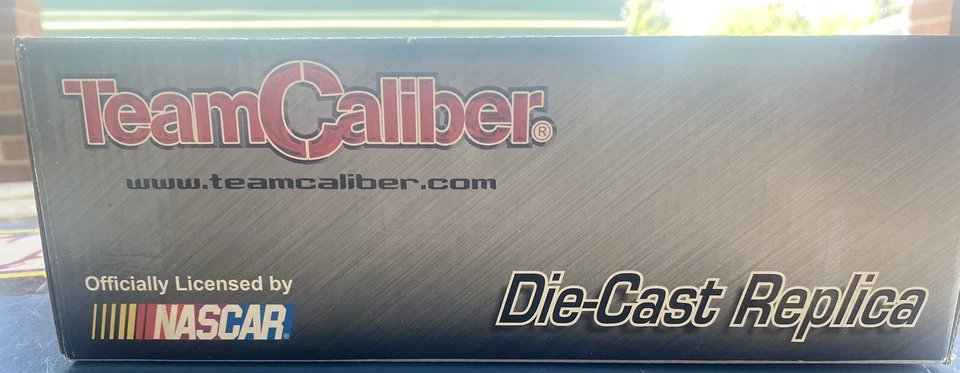 TeamCaliber®
www.teamcaliber.com
Officially Licensed by
NASCAR®
Die-Cast Replica